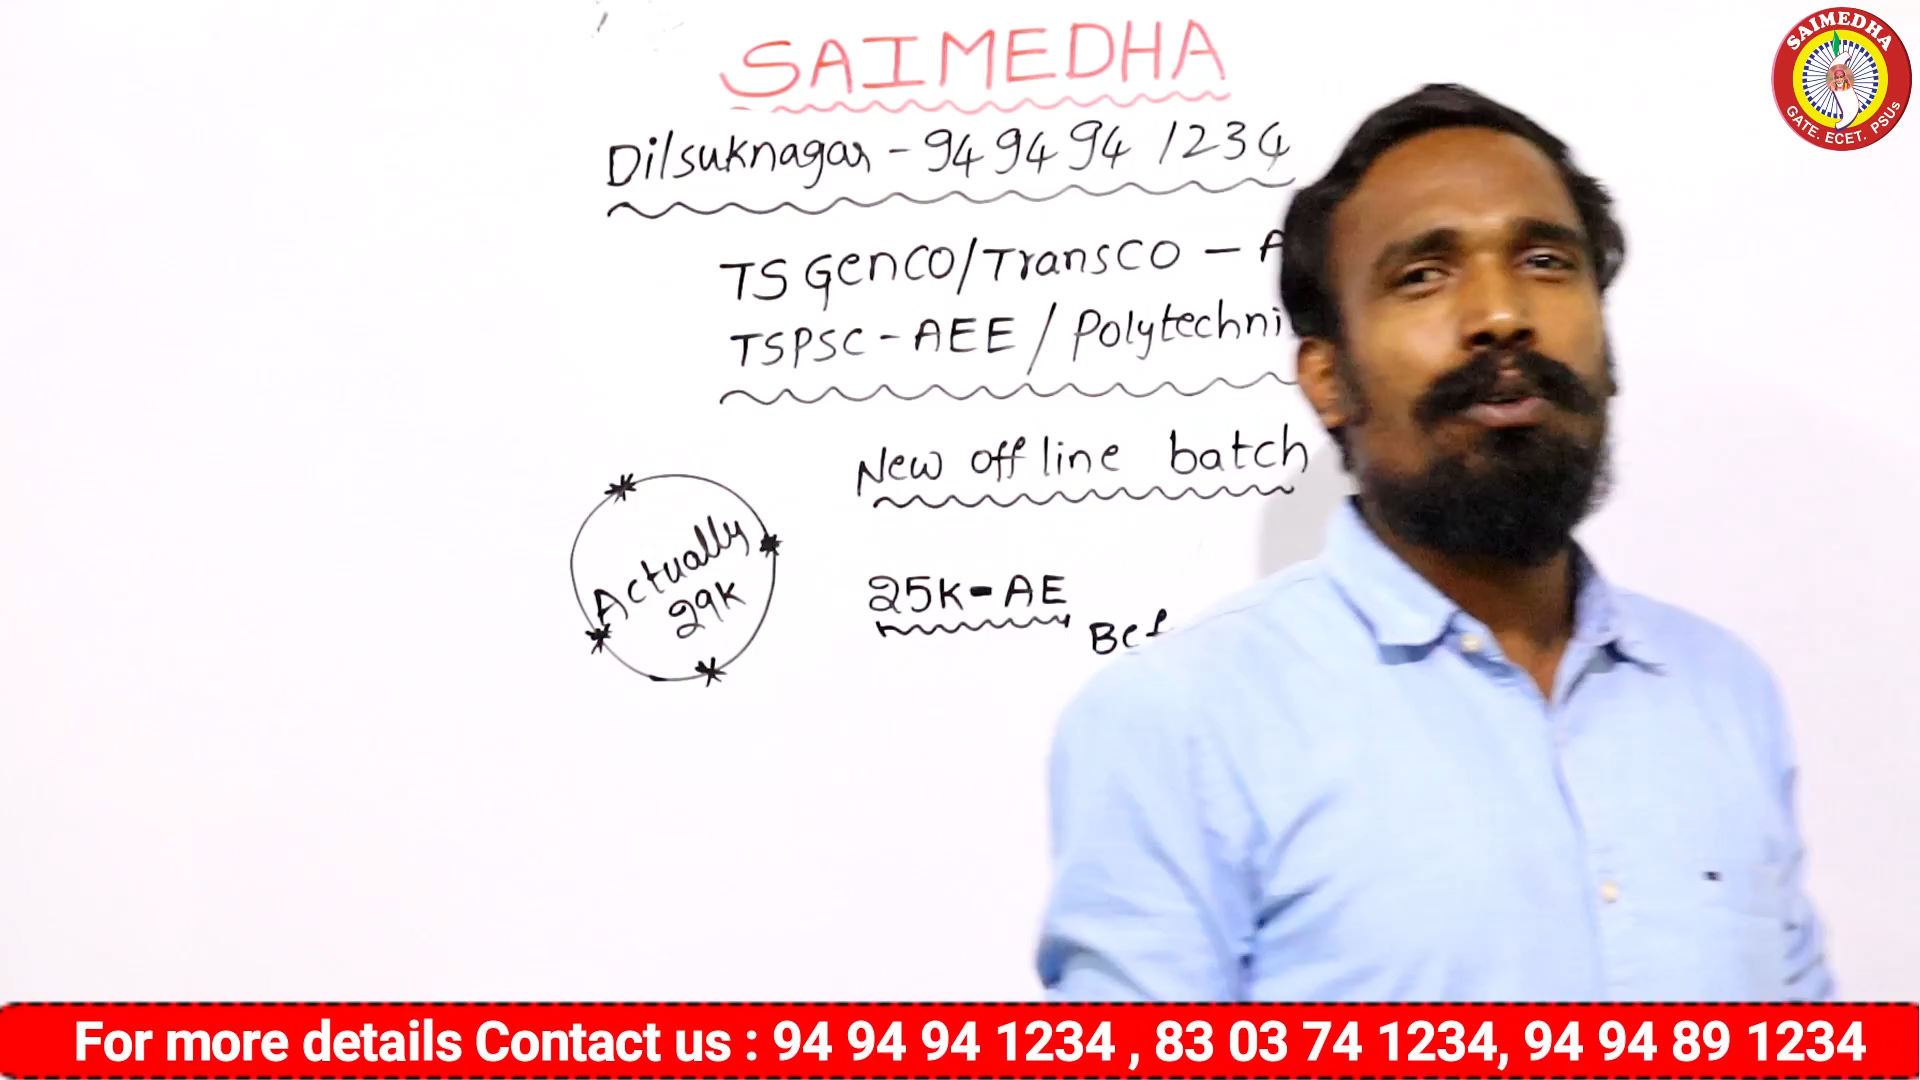 SAIMEDHA
Dilsuknagar - 94 94 94 1234
TS Genco/Transco -
TSPSC - AEE / Polytechni
New offline batch
Actually
29K
25K - AE
SAIMEDHA
GATE. ECET. PSUs
For more details Contact us : 94 94 94 1234 , 83 03 74 1234, 94 94 89 1234